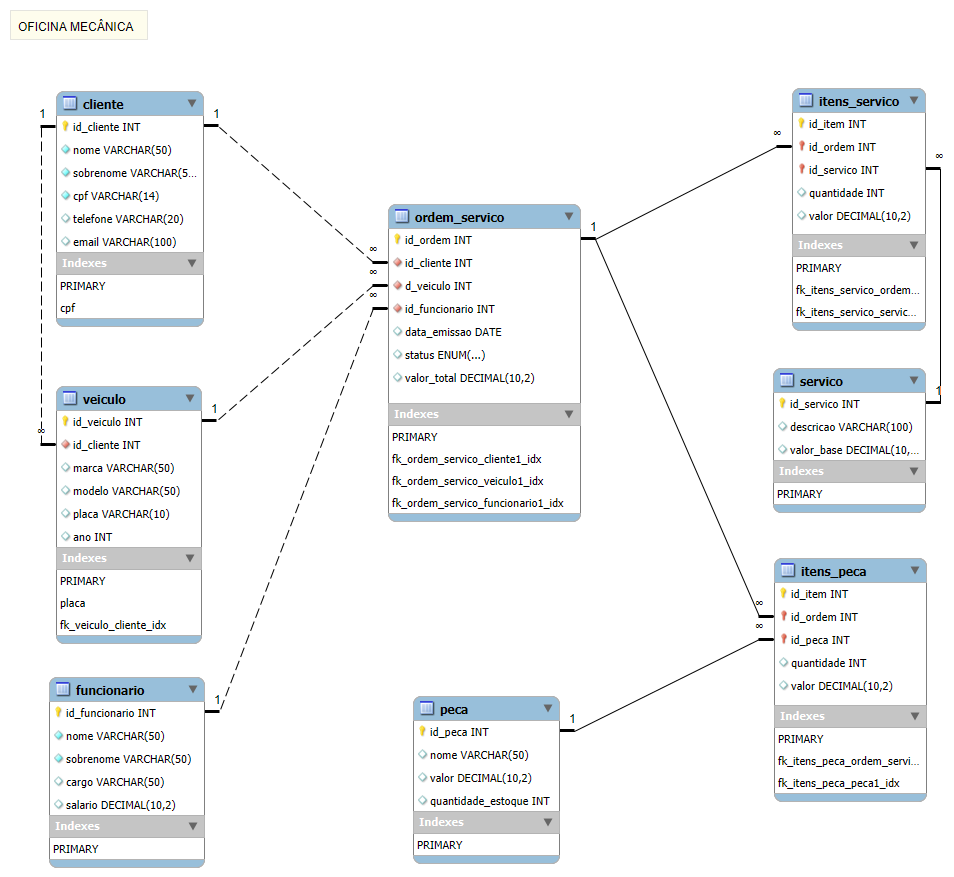 OFICINA MECÂNICA
cliente
id_cliente INT
nome VARCHAR(50)
sobrenome VARCHAR(5...
cpf VARCHAR(14)
telefone VARCHAR(20)
email VARCHAR(100)
Indexes
PRIMARY
cpf
1
1
∞
veiculo
id_veiculo INT
id_cliente INT
marca VARCHAR(50)
modelo VARCHAR(50)
placa VARCHAR(10)
ano INT
Indexes
PRIMARY
placa
fk_veiculo_cliente_idx
1
funcionario
id_funcionario INT
nome VARCHAR(50)
sobrenome VARCHAR(50)
cargo VARCHAR(50)
salario DECIMAL(10,2)
Indexes
PRIMARY
1
ordem_servico
id_ordem INT
id_cliente INT
d_veiculo INT
id_funcionario INT
data_emissao DATE
status ENUM(...)
valor_total DECIMAL(10,2)
Indexes
PRIMARY
fk_ordem_servico_cliente1_idx
fk_ordem_servico_veiculo1_idx
fk_ordem_servico_funcionario1_idx
∞
∞
∞
1
peca
id_peca INT
nome VARCHAR(50)
valor DECIMAL(10,2)
quantidade_estoque INT
Indexes
PRIMARY
1
itens_servico
id_item INT
id_ordem INT
id_servico INT
quantidade INT
valor DECIMAL(10,2)
Indexes
PRIMARY
fk_itens_servico_ordem...
fk_itens_servico_servic...
∞
∞
servico
id_servico INT
descricao VARCHAR(100)
valor_base DECIMAL(10,...
Indexes
PRIMARY
1
itens_peca
id_item INT
id_ordem INT
id_peca INT
quantidade INT
valor DECIMAL(10,2)
Indexes
PRIMARY
fk_itens_peca_ordem_servi...
fk_itens_peca_peca1_idx
∞
∞